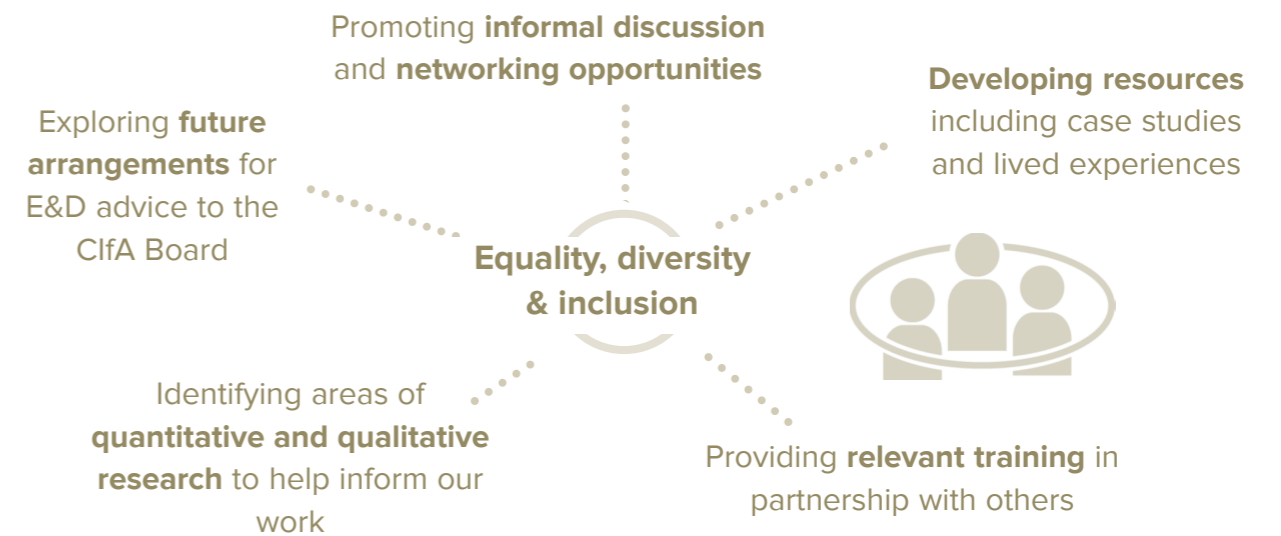 Promoting informal discussion
and networking opportunities
Developing resources
including case studies
and lived experiences
Exploring future
arrangements for
E&D advice to the
CIfA Board
Equality, diversity
& inclusion
Identifying areas of
quantitative and qualitative
research to help inform our
work
Providing relevant training in
partnership with others